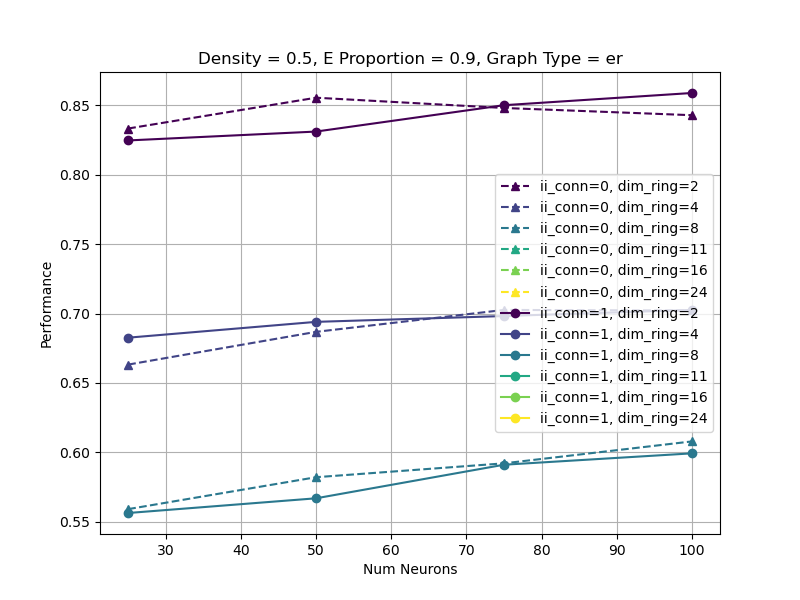 Density = 0.5, E Proportion = 0.9, Graph Type = er
0.85
0.80
0.75
0.70
0.65
0.60
0.55
Performance
ii_conn=0, dim_ring=2
ii_conn=0, dim_ring=4
ii_conn=0, dim_ring=8
ii_conn=0, dim_ring=11
ii_conn=0, dim_ring=16
ii_conn=0, dim_ring=24
ii_conn=1, dim_ring=2
ii_conn=1, dim_ring=4
ii_conn=1, dim_ring=8
ii_conn=1, dim_ring=11
ii_conn=1, dim_ring=16
ii_conn=1, dim_ring=24
30 40 50 60 70 80 90 100
Num Neurons